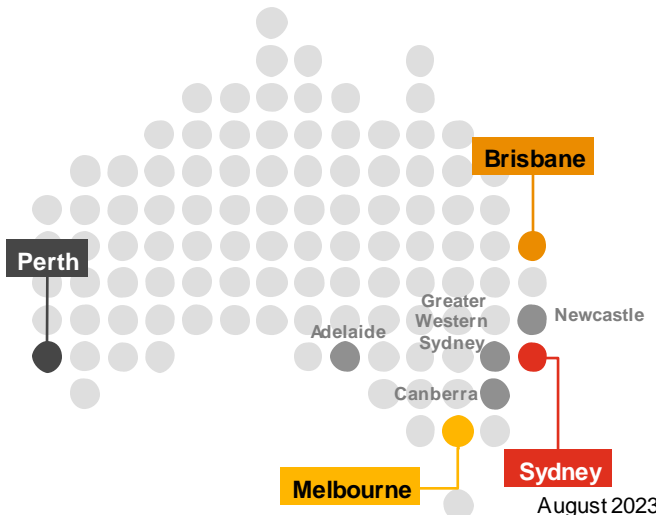 Brisbane
Perth
Greater
Western
Sydney
Newcastle
Adelaide
Canberra
Sydney
Melbourne
August 2023